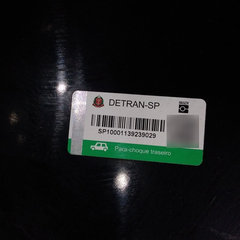 DETRAN-SP
SP10001139239029
Para-choque traseiro